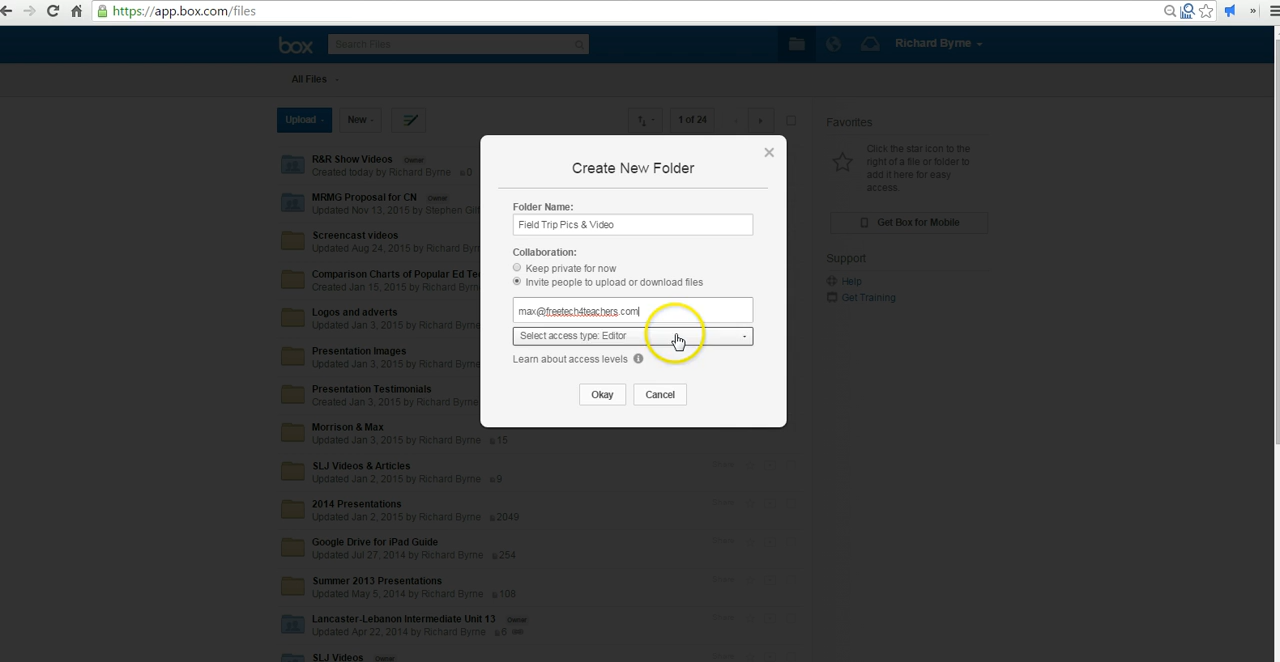 https://app.box.com/files
box
Search Files
Richard Byrne
All Files
Upload
New
1 of 24
R&R Show Videos Owner
Created today by Richard Byrne 0
MRMG Proposal for CN Owner
Updated Nov 13, 2015 by Stephen
Screencast videos
Updated Aug 24, 2015 by Richard
Comparison Charts of Popular Ed
Created Jan 15, 2015 by Richard
Logos and adverts
Updated Jan 3, 2015 by Richard
Presentation Images
Updated Jan 3, 2015 by Richard
Presentation Testimonials
Created Jan 3, 2015 by Richard
Morrison & Max
Updated Jan 3, 2015 by Richard Byrne 15
SLJ Videos & Articles
Updated Jan 2, 2015 by Richard Byrne 9
2014 Presentations
Updated Jan 2, 2015 by Richard Byrne 2049
Google Drive for iPad Guide
Updated Jul 27, 2014 by Richard Byrne 254
Summer 2013 Presentations
Updated May 5, 2014 by Richard Byrne 108
Lancaster-Lebanon Intermediate Unit 13 Owner
Updated Apr 22, 2014 by Richard Byrne 6
SLJ Videos Owner
Create New Folder
Folder Name:
Field Trip Pics & Video
Collaboration:
Keep private for now
Invite people to upload or download files
max@freetech4teachers.com
Select access type: Editor
Learn about access levels
Okay
Cancel
Favorites
Click the star icon to the
right of a file or folder to
add it here for easy
access.
Get Box for Mobile
Support
Help
Get Training